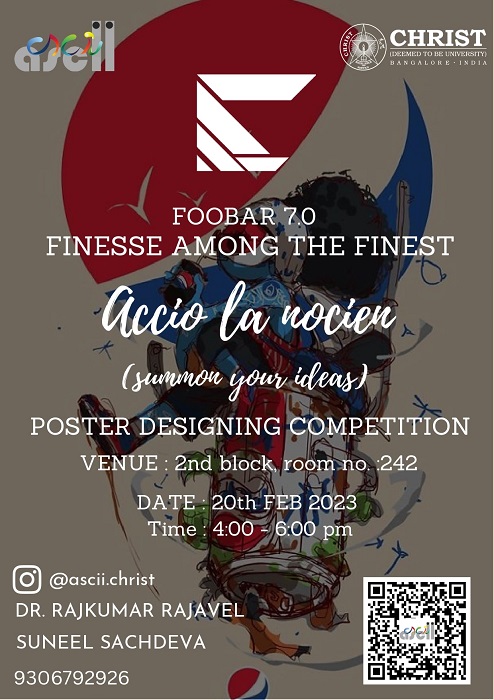 ascii
CHRIST
(DEEMED TO BE UNIVERSITY)
BANGALORE · INDIA
FOOBAR 7.0
FINESSE AMONG THE FINEST
Accio la nocien
(summon your ideas)
POSTER DESIGNING COMPETITION
VENUE : 2nd block, room no. :242
DATE : 20th FEB 2023
Time : 4:00 - 6:00 pm
@ascii.christ
DR. RAJKUMAR RAJAVEL
SUNEEL SACHDEVA
9306792926
ascii